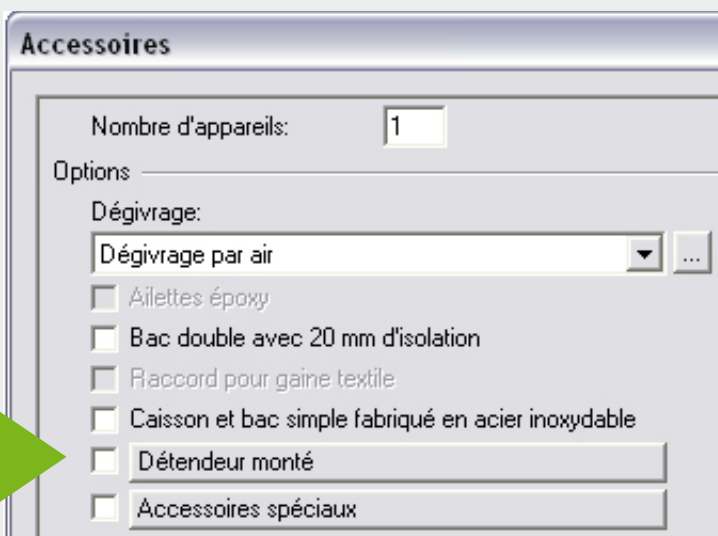 Accessoires
Nombre d'appareils: 1
Options
Dégivrage:
Dégivrage par air ...
Ailettes époxy
Bac double avec 20 mm d'isolation
Raccord pour gaine textile
Caisson et bac simple fabriqué en acier inoxydable
Détendeur monté
Accessoires spéciaux